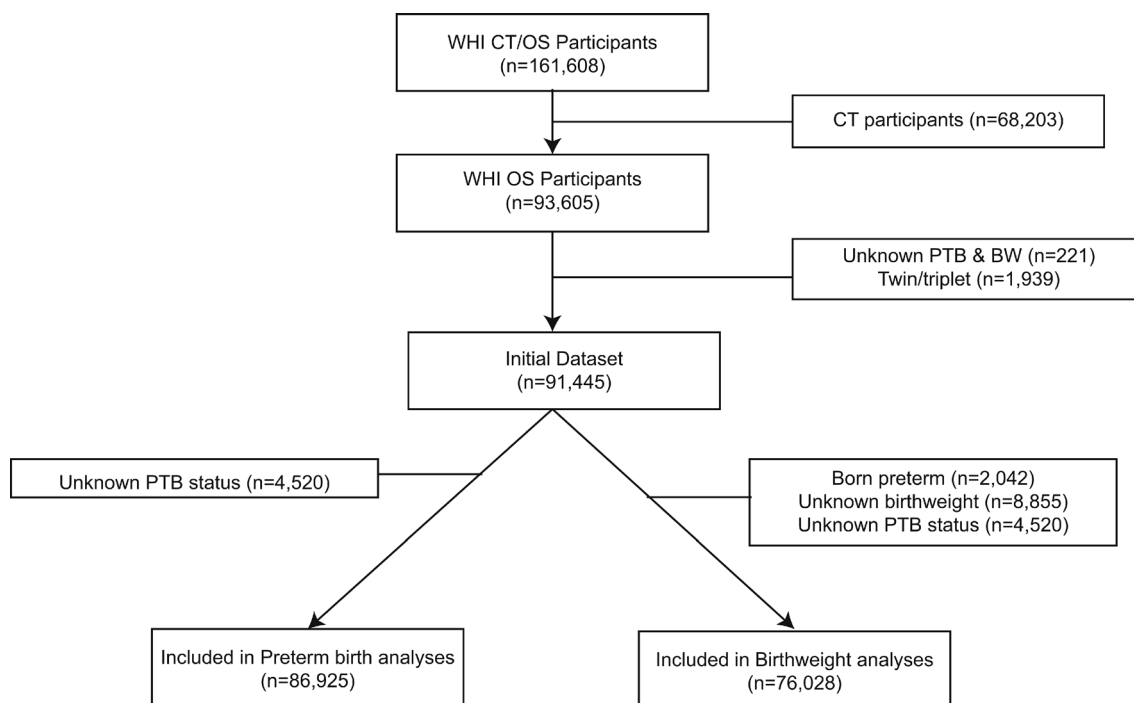 WHI CT/OS Participants
(n=161,608)
CT participants (n=68,203)
WHI OS Participants
(n=93,605)
Unknown PTB & BW (n=221)
Twin/triplet (n=1,939)
Initial Dataset
(n=91,445)
Unknown PTB status (n=4,520)
Born preterm (n=2,042)
Unknown birthweight (n=8,855)
Unknown PTB status (n=4,520)
Included in Preterm birth analyses
(n=86,925)
Included in Birthweight analyses
(n=76,028)